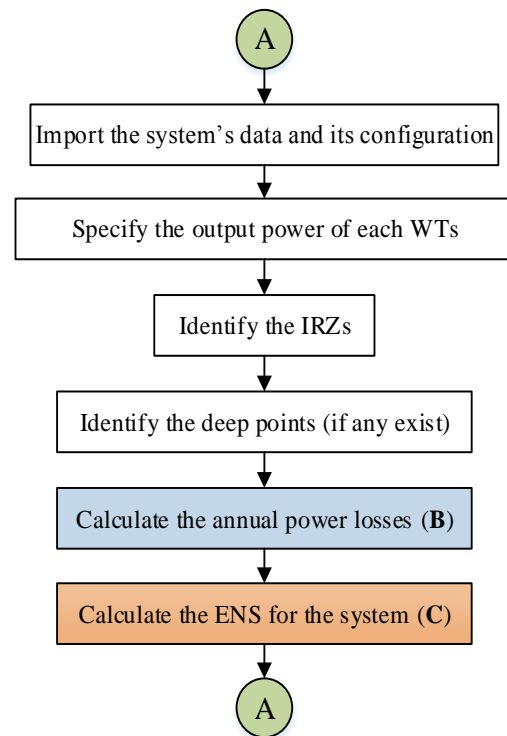 A
Import the system’s data and its configuration
Specify the output power of each WTs
Identify the IRZs
Identify the deep points (if any exist)
Calculate the annual power losses (B)
Calculate the ENS for the system (C)
A